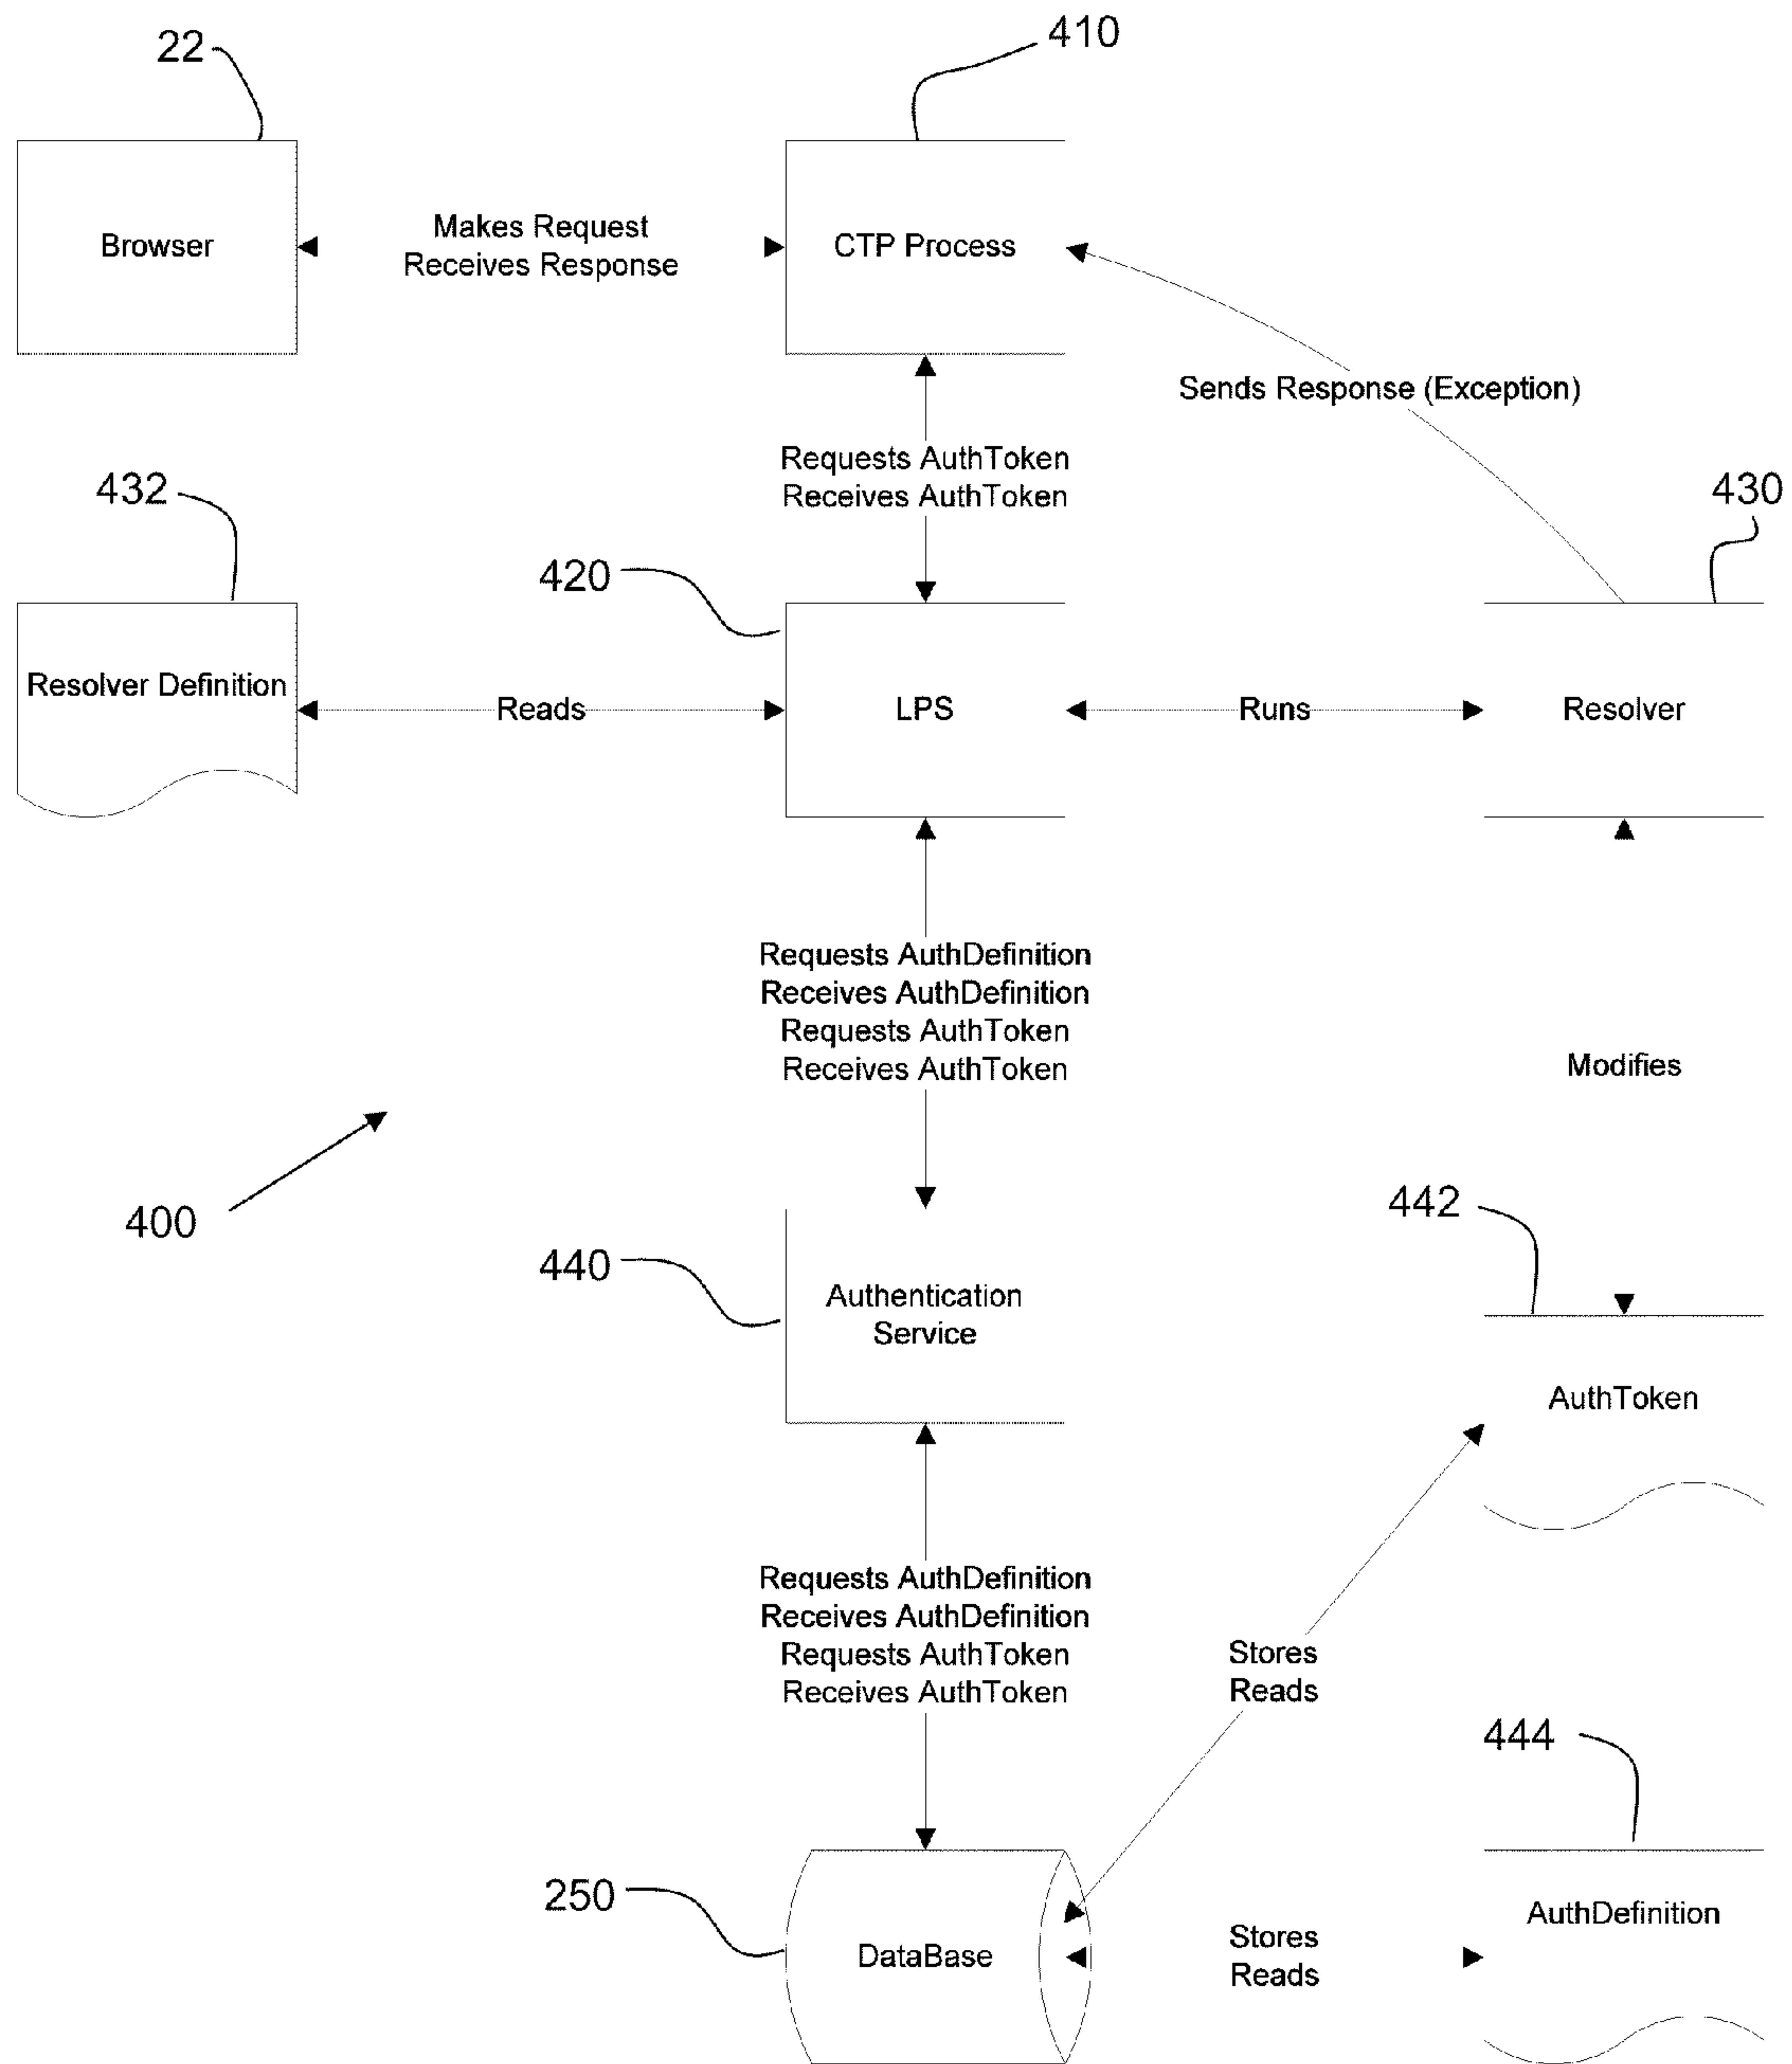 22
410
Browser
Makes Request
Receives Response
CTP Process
Sends Response (Exception)
Requests AuthToken
Receives AuthToken
432
420
430
Resolver Definition
Reads
LPS
Runs
Resolver
Requests AuthDefinition
Receives AuthDefinition
Requests AuthToken
Receives AuthToken
Modifies
400
442
440
Authentication
Service
AuthToken
Requests AuthDefinition
Receives AuthDefinition
Requests AuthToken
Receives AuthToken
Stores
Reads
444
250
DataBase
Stores
Reads
AuthDefinition